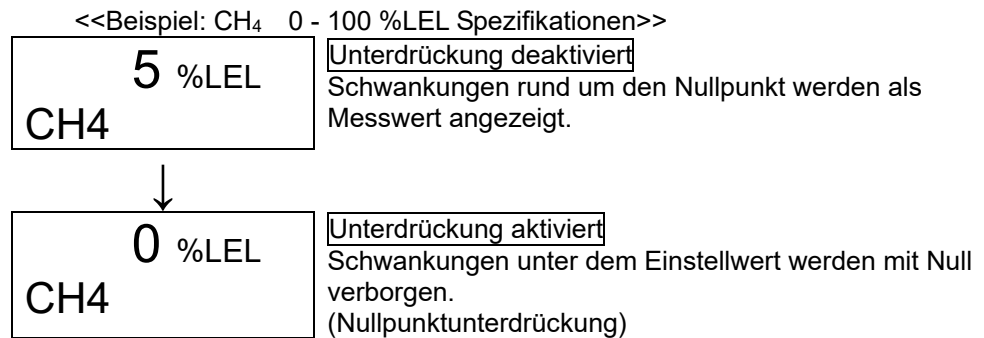 <<Beispiel: CH₄ 0 - 100 %LEL Spezifikationen>>
5 %LEL
CH4
Unterdrückung deaktiviert
Schwankungen rund um den Nullpunkt werden als
Messwert angezeigt.
↓
0 %LEL
CH4
Unterdrückung aktiviert
Schwankungen unter dem Einstellwert werden mit Null
verborgen.
(Nullpunktunterdrückung)